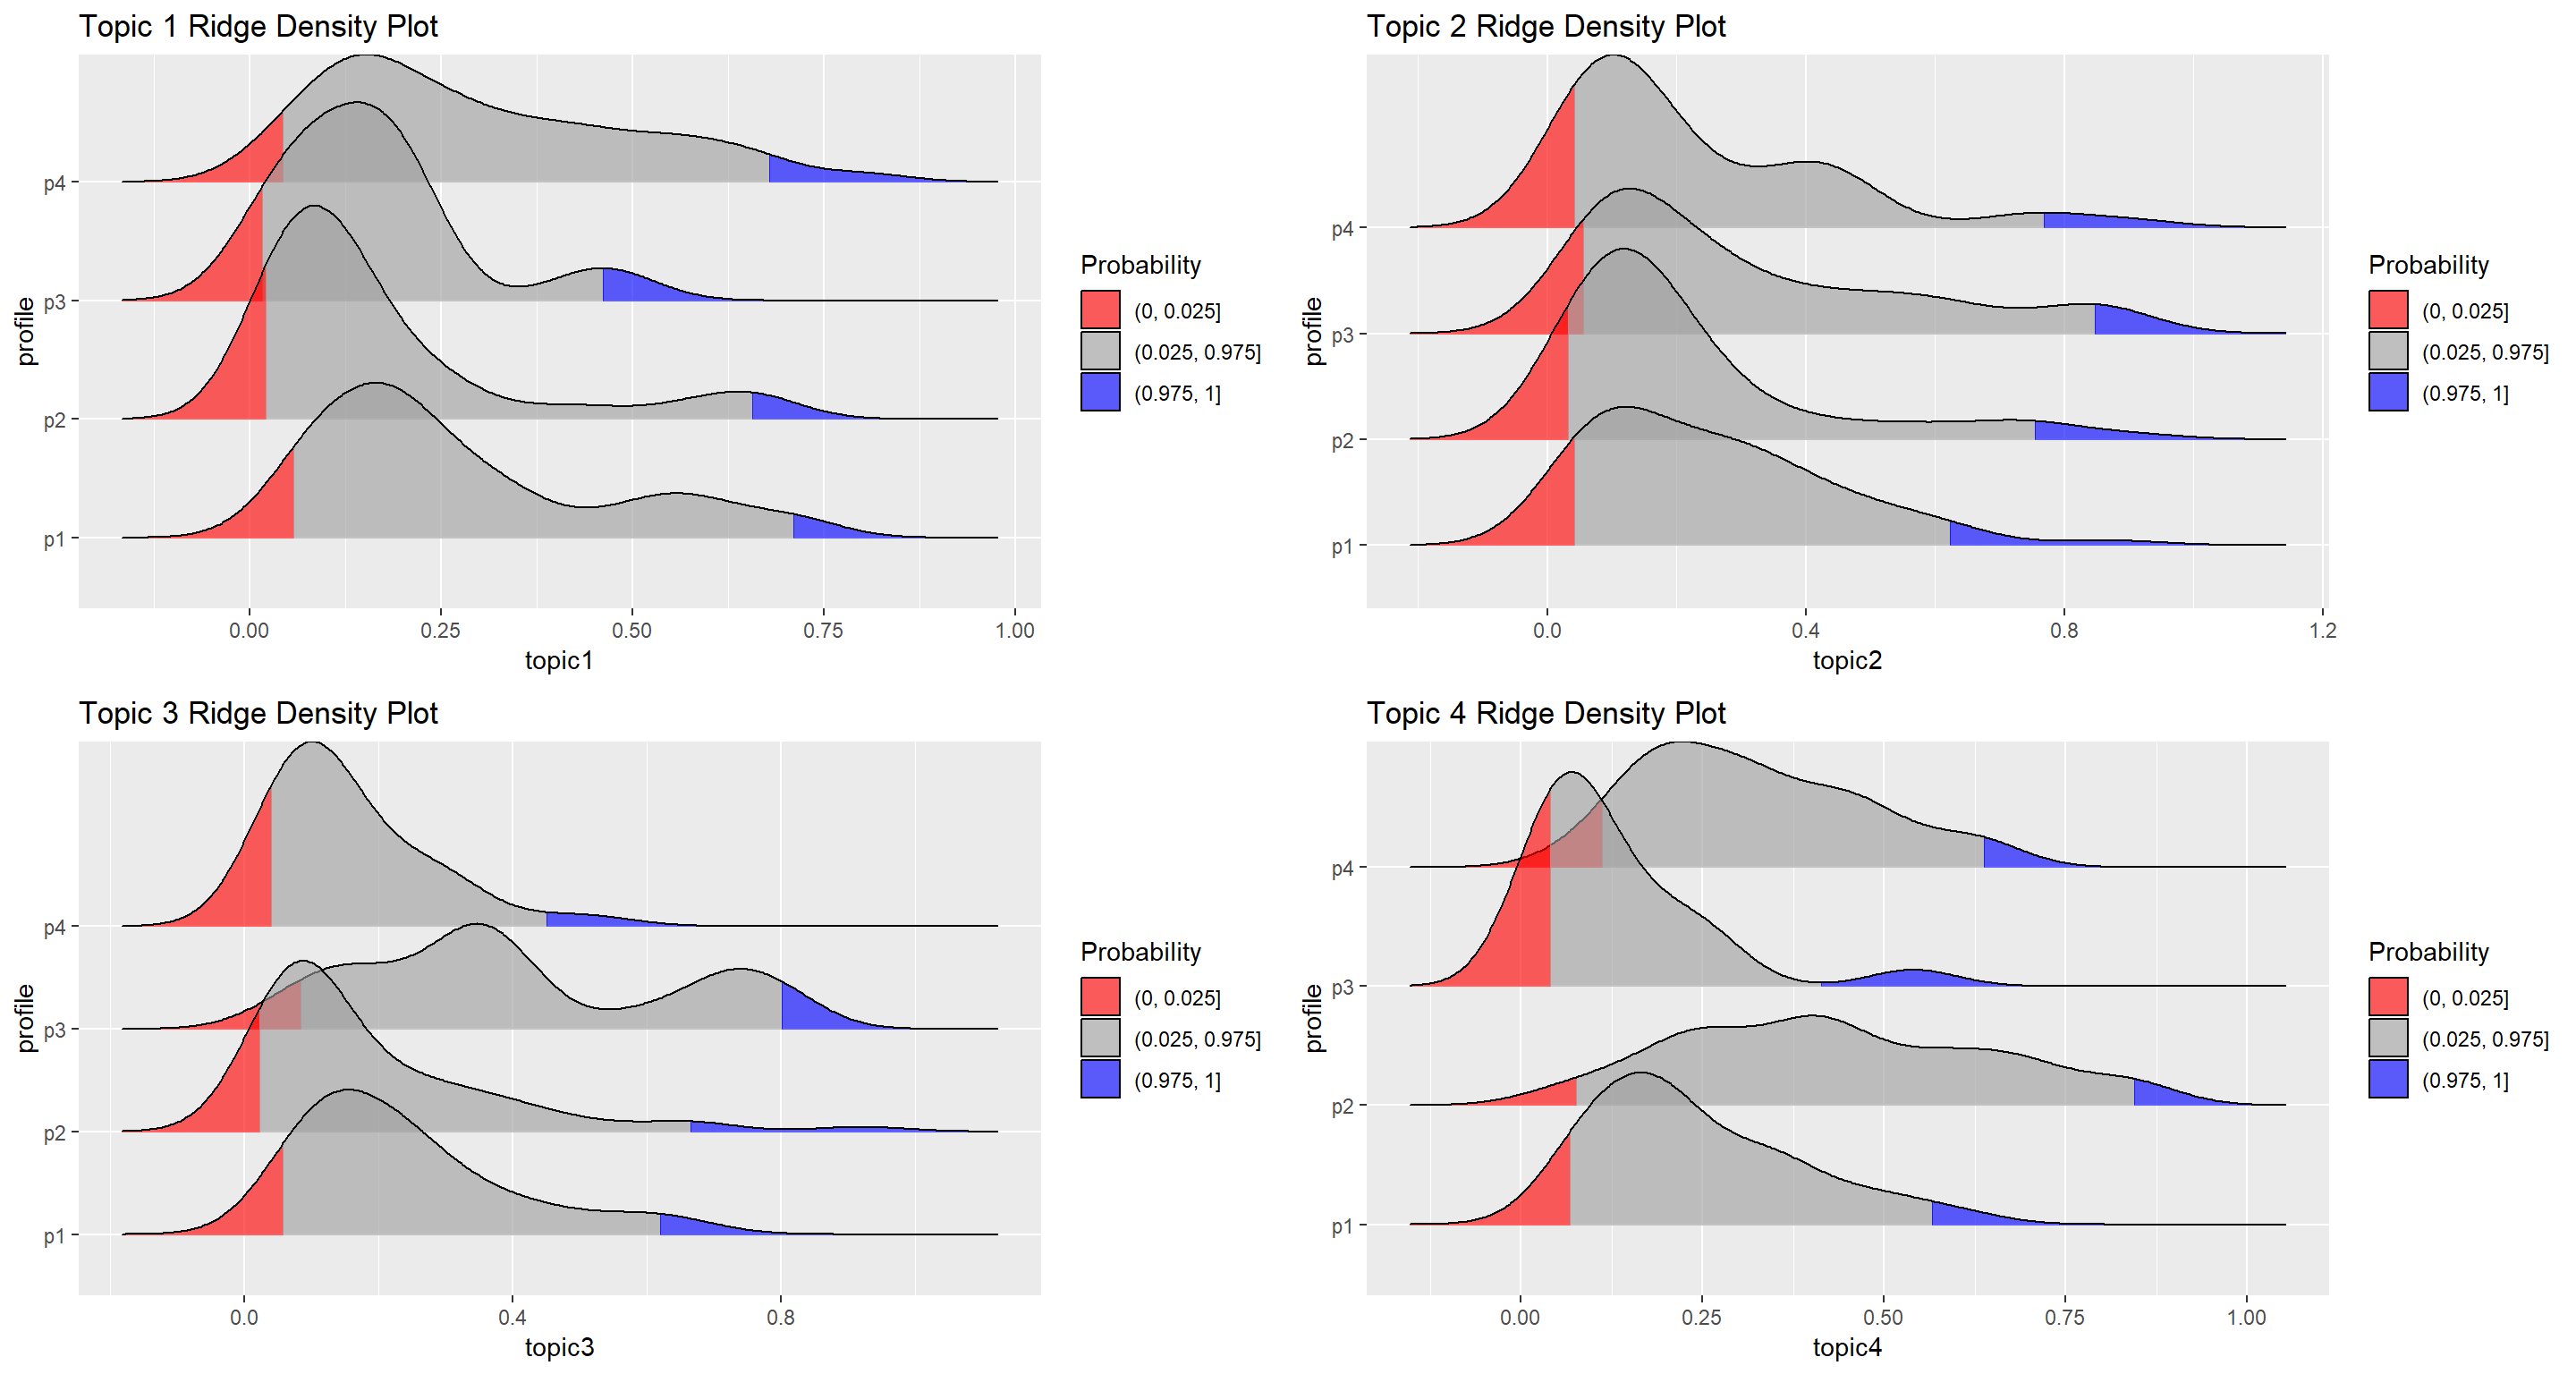 Topic 1 Ridge Density Plot
profile
p4
p3
p2
p1
0.00 0.25 0.50 0.75 1.00
topic1
Probability
(0, 0.025]
(0.025, 0.975]
(0.975, 1]
Topic 2 Ridge Density Plot
profile
p4
p3
p2
p1
0.0 0.4 0.8 1.2
topic2
Probability
(0, 0.025]
(0.025, 0.975]
(0.975, 1]
Topic 3 Ridge Density Plot
profile
p4
p3
p2
p1
0.0 0.4 0.8
topic3
Probability
(0, 0.025]
(0.025, 0.975]
(0.975, 1]
Topic 4 Ridge Density Plot
profile
p4
p3
p2
p1
0.00 0.25 0.50 0.75 1.00
topic4
Probability
(0, 0.025]
(0.025, 0.975]
(0.975, 1]